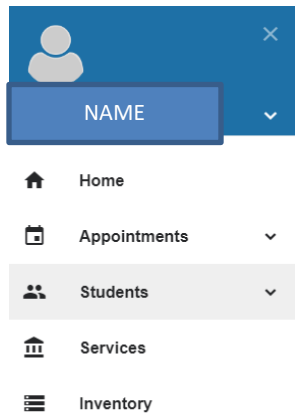 NAME
Home
Appointments
Students
Services
Inventory